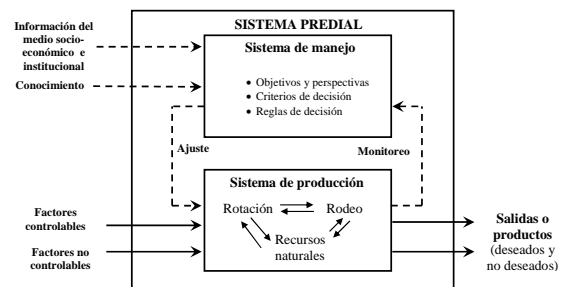 SISTEMA PREDIAL
Información del
medio socio-
económico e
institucional
Conocimiento
Sistema de manejo
• Objetivos y perspectivas
• Criterios de decisión
• Reglas de decisión
Ajuste
Monitoreo
Sistema de producción
Rotación
Rodeo
Recursos
naturales
Factores
controlables
Factores no
controlables
Salidas o
productos
(deseados y
no deseados)